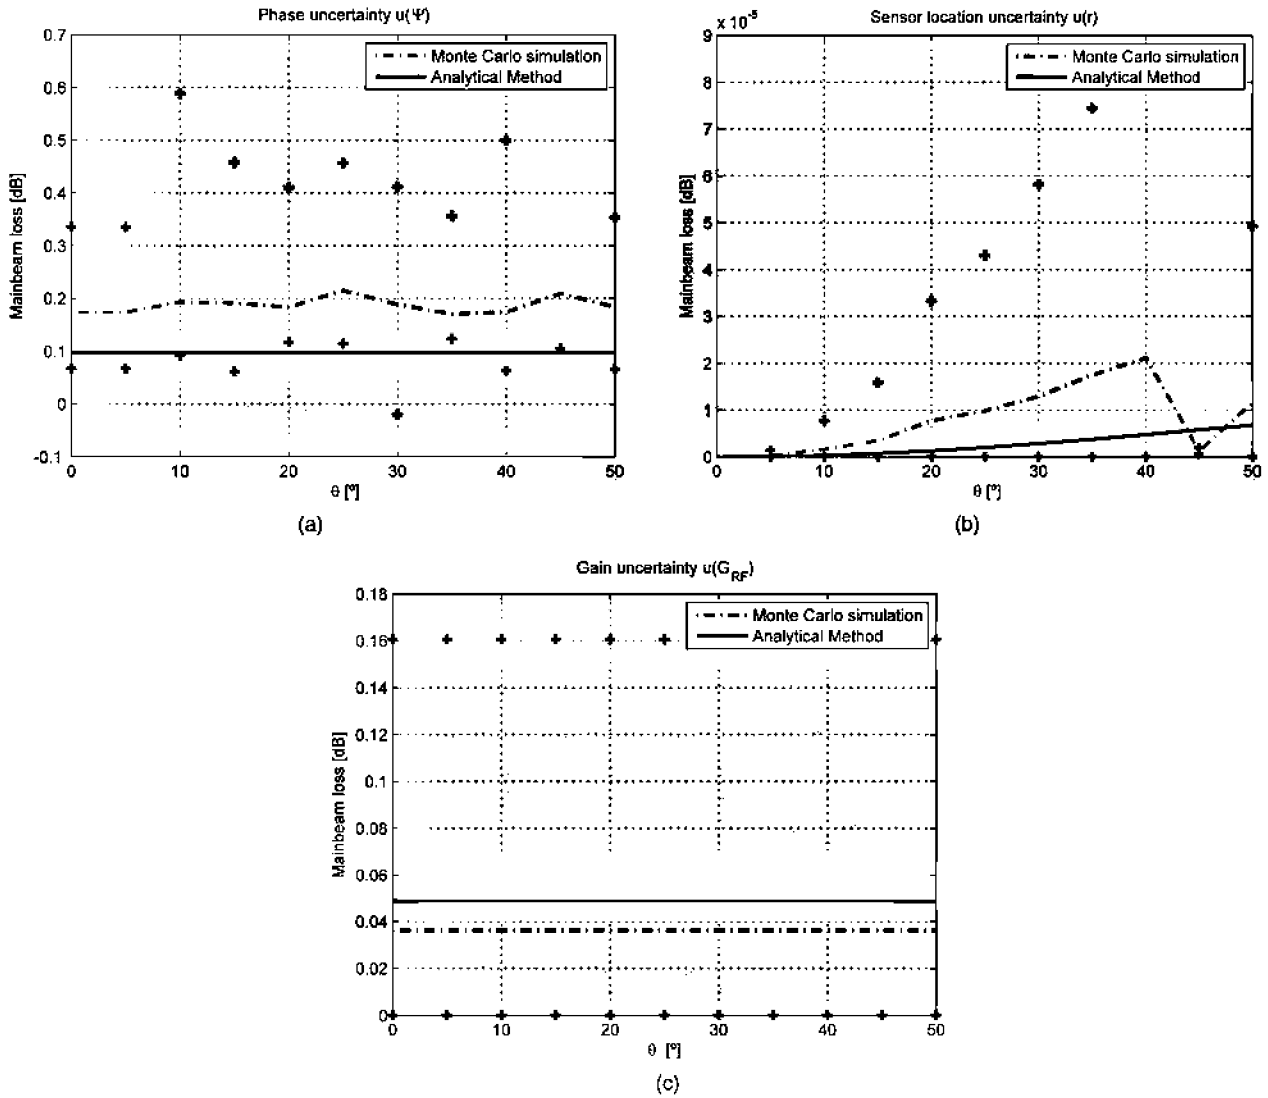 Phase uncertainty u(Ψ)
0.7
0.6
0.5
0.4
0.3
0.2
0.1
0
-0.1
Mainbeam loss [dB]
Monte Carlo simulation
Analytical Method
0 10 20 30 40 50
θ [º]
(a)
Sensor location uncertainty u(r)
x 10⁻⁵
9
8
7
6
5
4
3
2
1
0
Mainbeam loss [dB]
Monte Carlo simulation
Analytical Method
0 10 20 30 40 50
θ [º]
(b)
Gain uncertainty u(G_RF)
0.18
0.16
0.14
0.12
0.1
0.08
0.06
0.04
0.02
0
Mainbeam loss [dB]
Monte Carlo simulation
Analytical Method
0 10 20 30 40 50
θ [º]
(c)